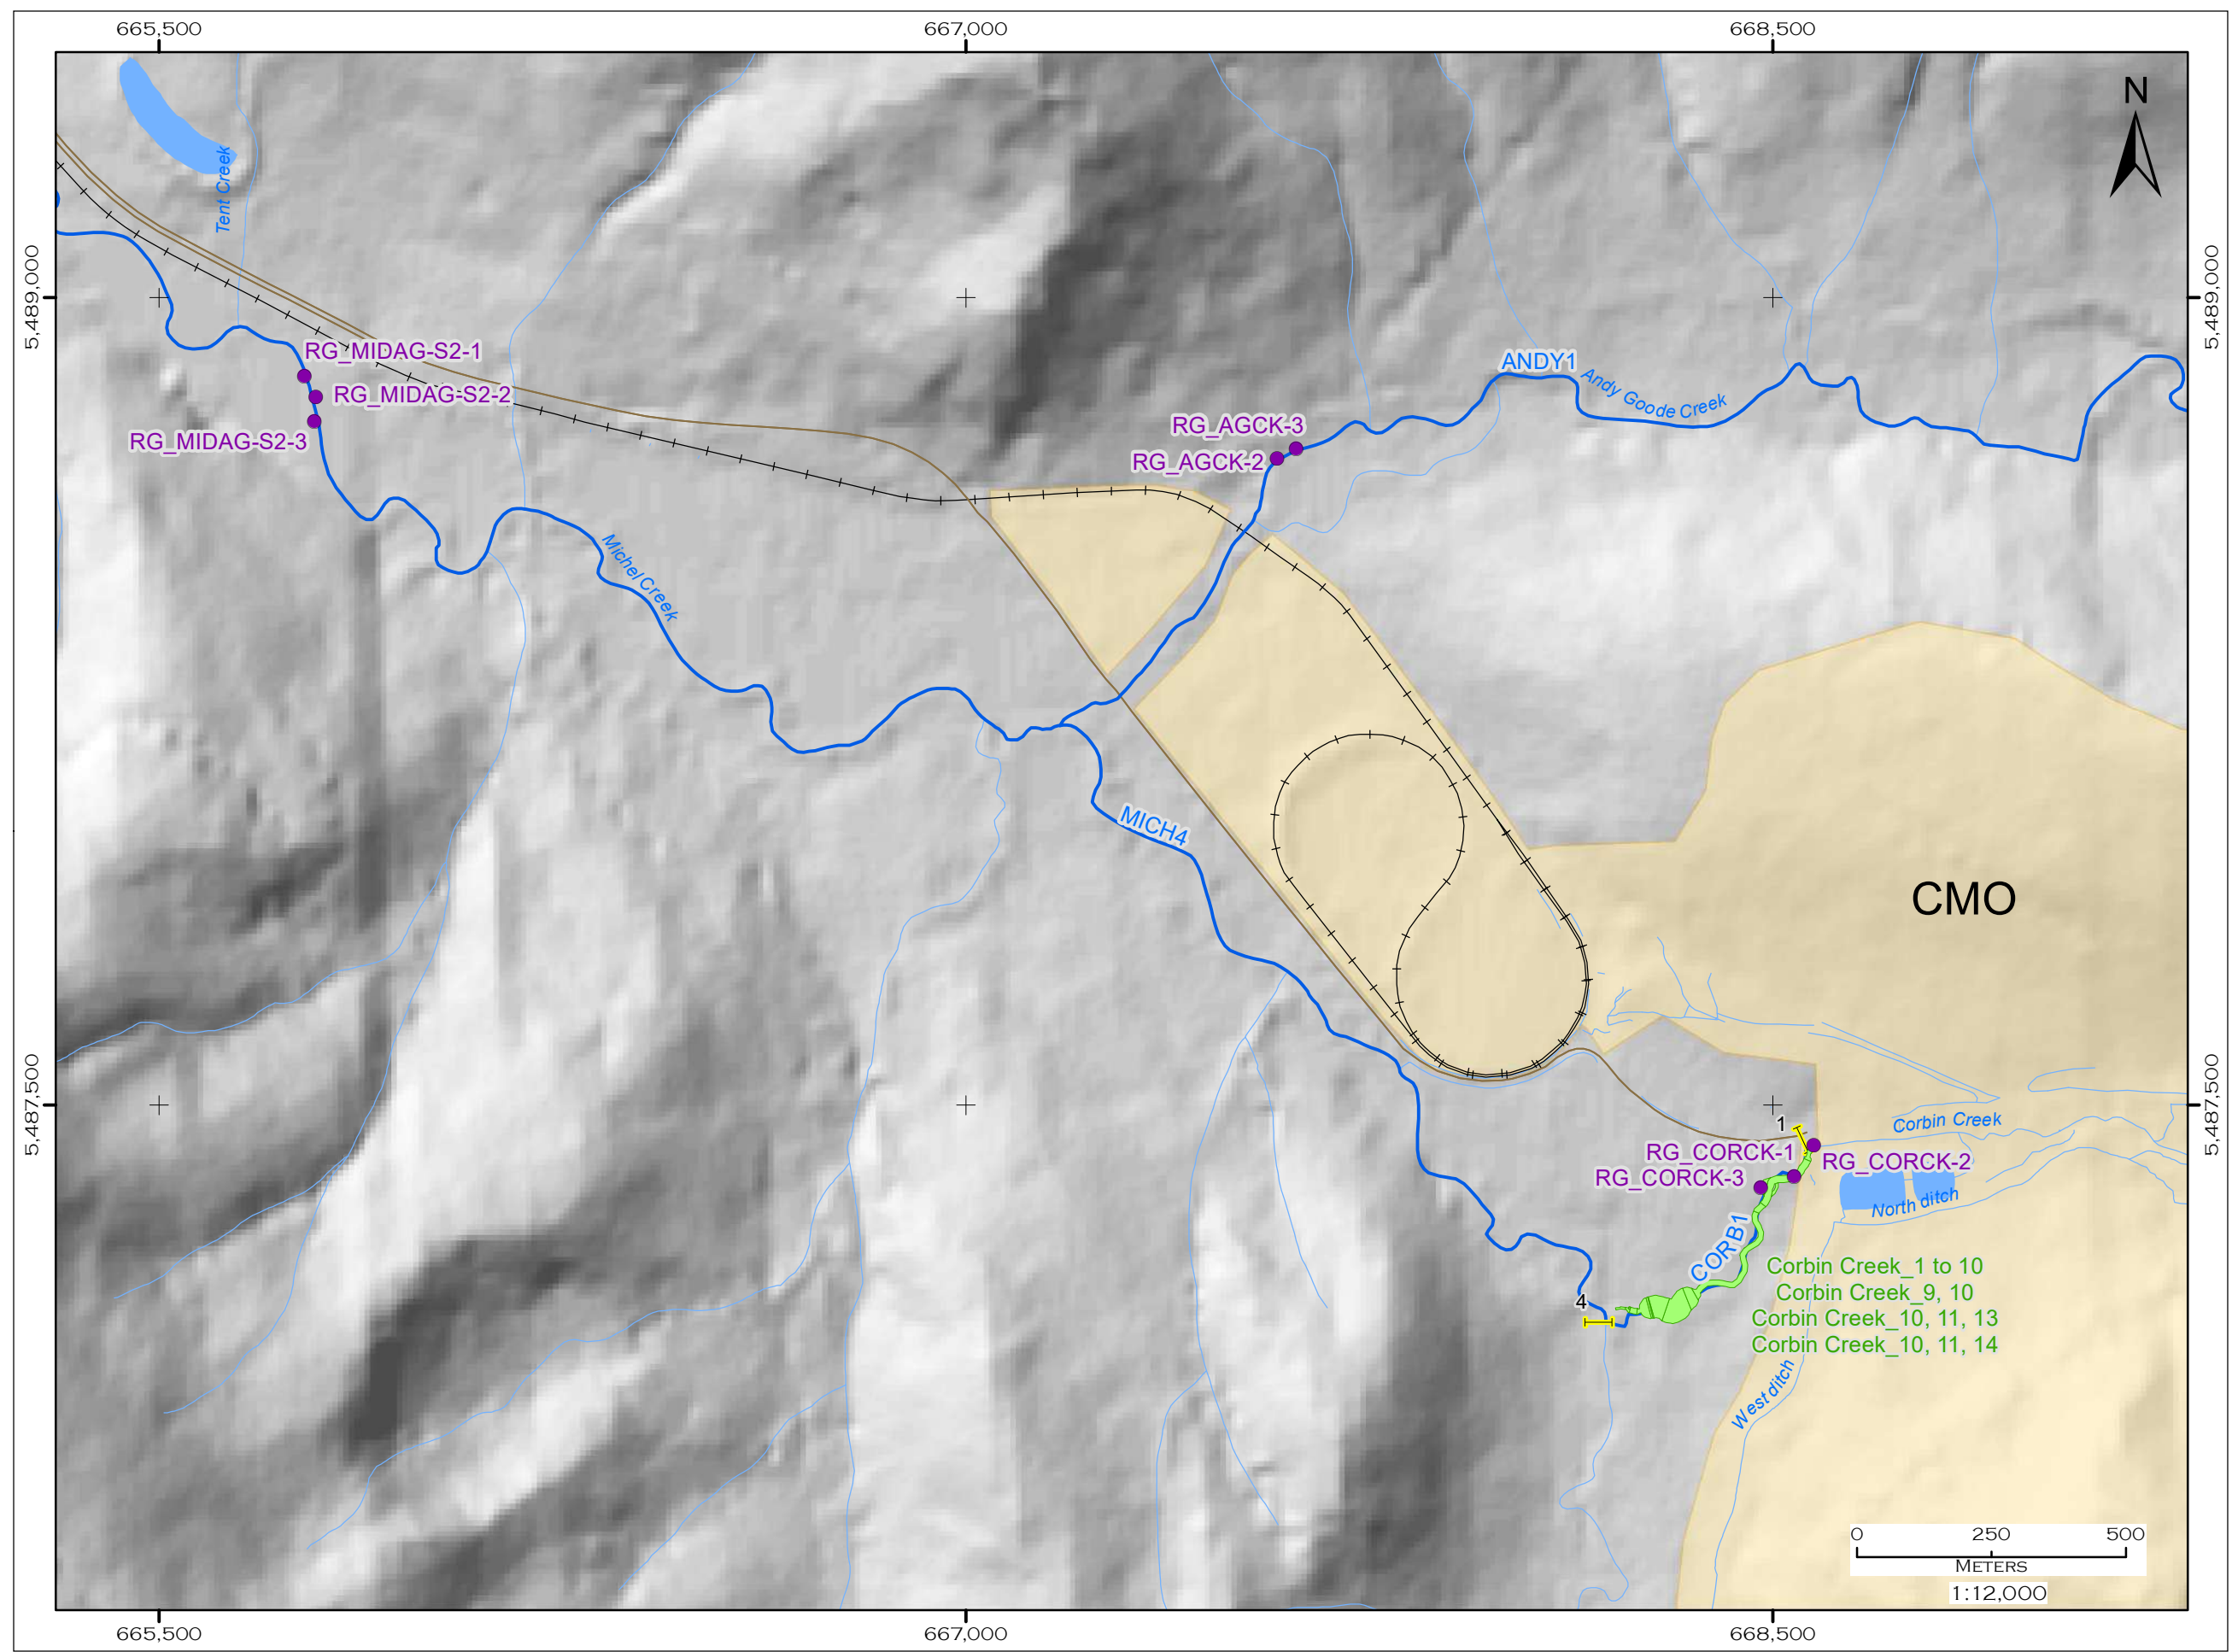 665,500
667,000
668,500
N
Tent Creek
5,489,000
5,489,000
RG_MIDAG-S2-1
RG_MIDAG-S2-2
RG_MIDAG-S2-3
ANDY1
Andy Goode Creek
RG_AGCK-3
RG_AGCK-2
Michel Creek
MICH4
CMO
5,487,500
5,487,500
1
Corbin Creek
RG_CORCK-1
RG_CORCK-2
RG_CORCK-3
North ditch
CORB1
Corbin Creek_1 to 10
Corbin Creek_9, 10
4
Corbin Creek_10, 11, 13
Corbin Creek_10, 11, 14
West ditch
0 250 500
METERS
1:12,000
665,500
667,000
668,500